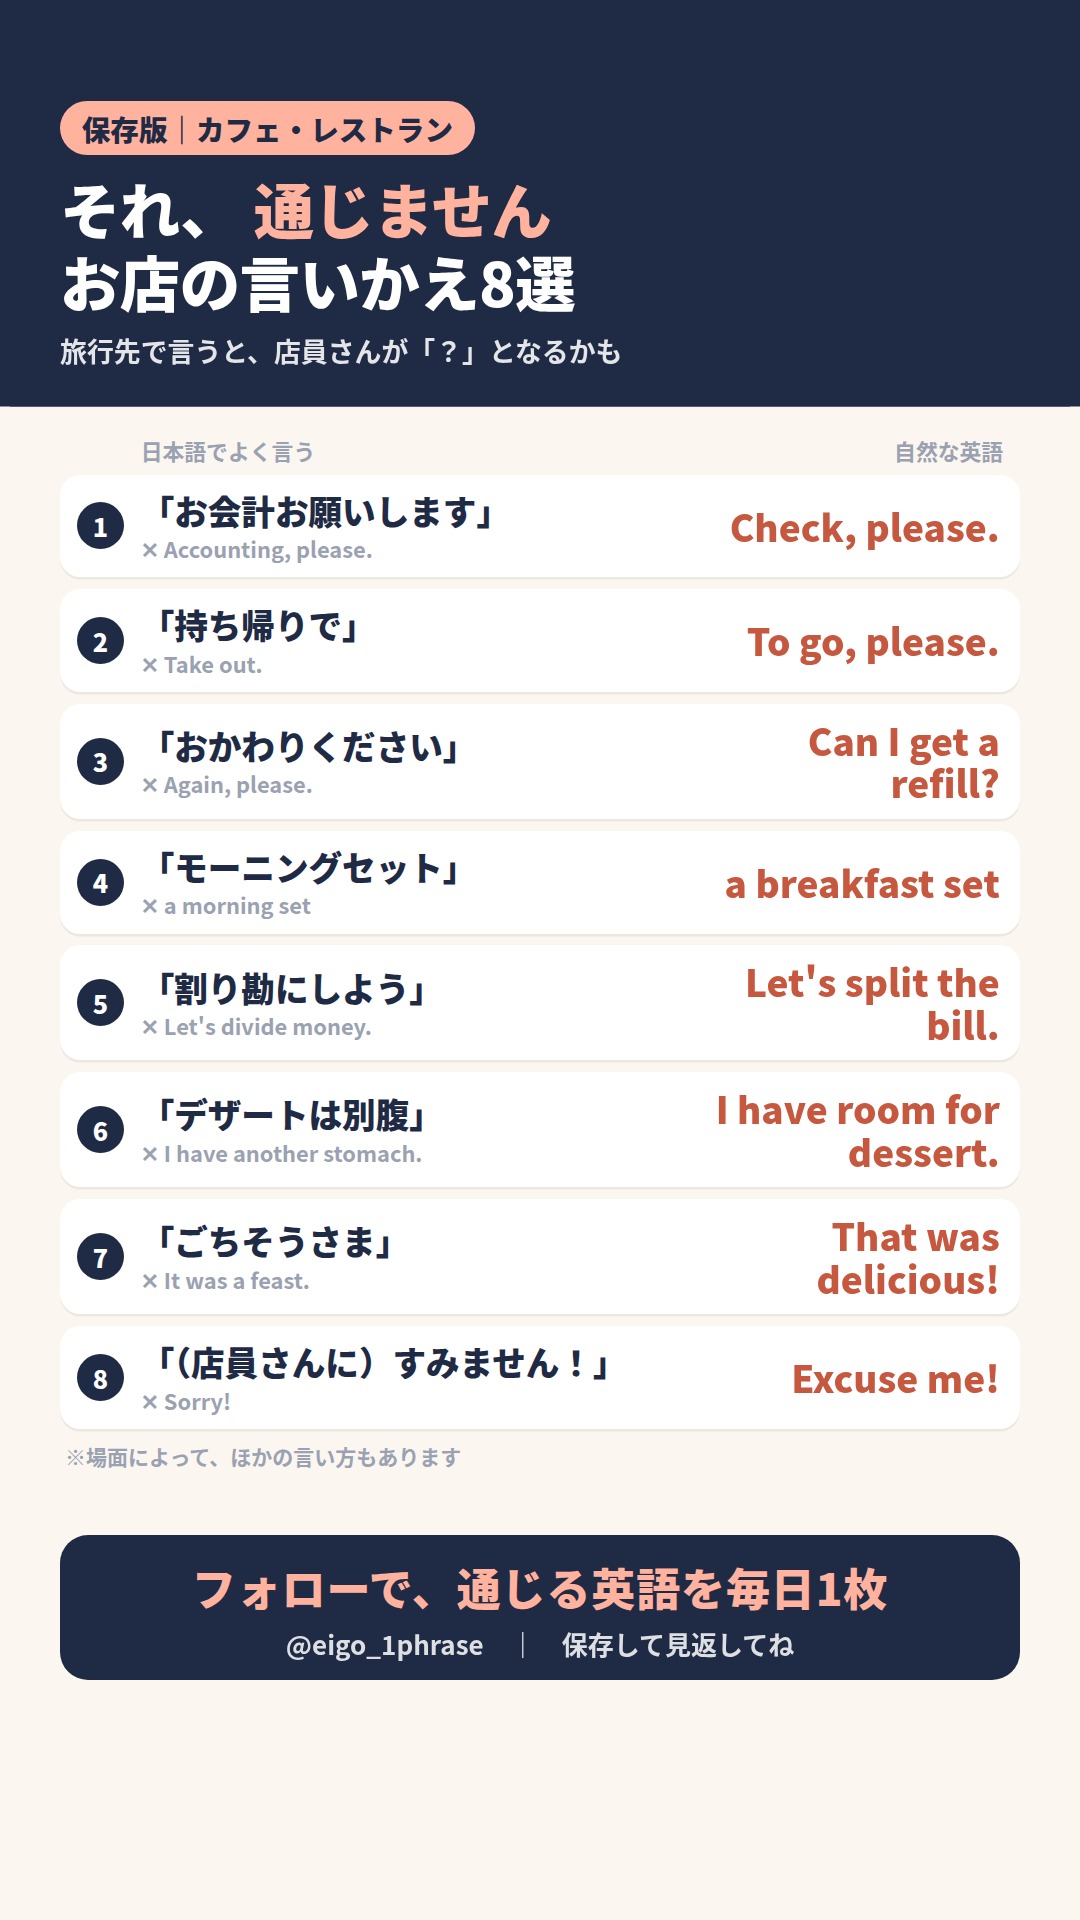 保存版｜カフェ・レストラン
それ、 通じません
お店の言いかえ8選
旅行先で言うと、店員さんが「？」となるかも
日本語でよく言う 自然な英語
1 「お会計お願いします」
× Accounting, please.
Check, please.
2 「持ち帰りで」
× Take out.
To go, please.
3 「おかわりください」
× Again, please.
Can I get a
refill?
4 「モーニングセット」
× a morning set
a breakfast set
5 「割り勘にしよう」
× Let's divide money.
Let's split the
bill.
6 「デザートは別腹」
× I have another stomach.
I have room for
dessert.
7 「ごちそうさま」
× It was a feast.
That was
delicious!
8 「（店員さんに）すみません！」
× Sorry!
Excuse me!
※場面によって、ほかの言い方もあります
フォローで、通じる英語を毎日1枚
@eigo_1phrase ｜ 保存して見返してね